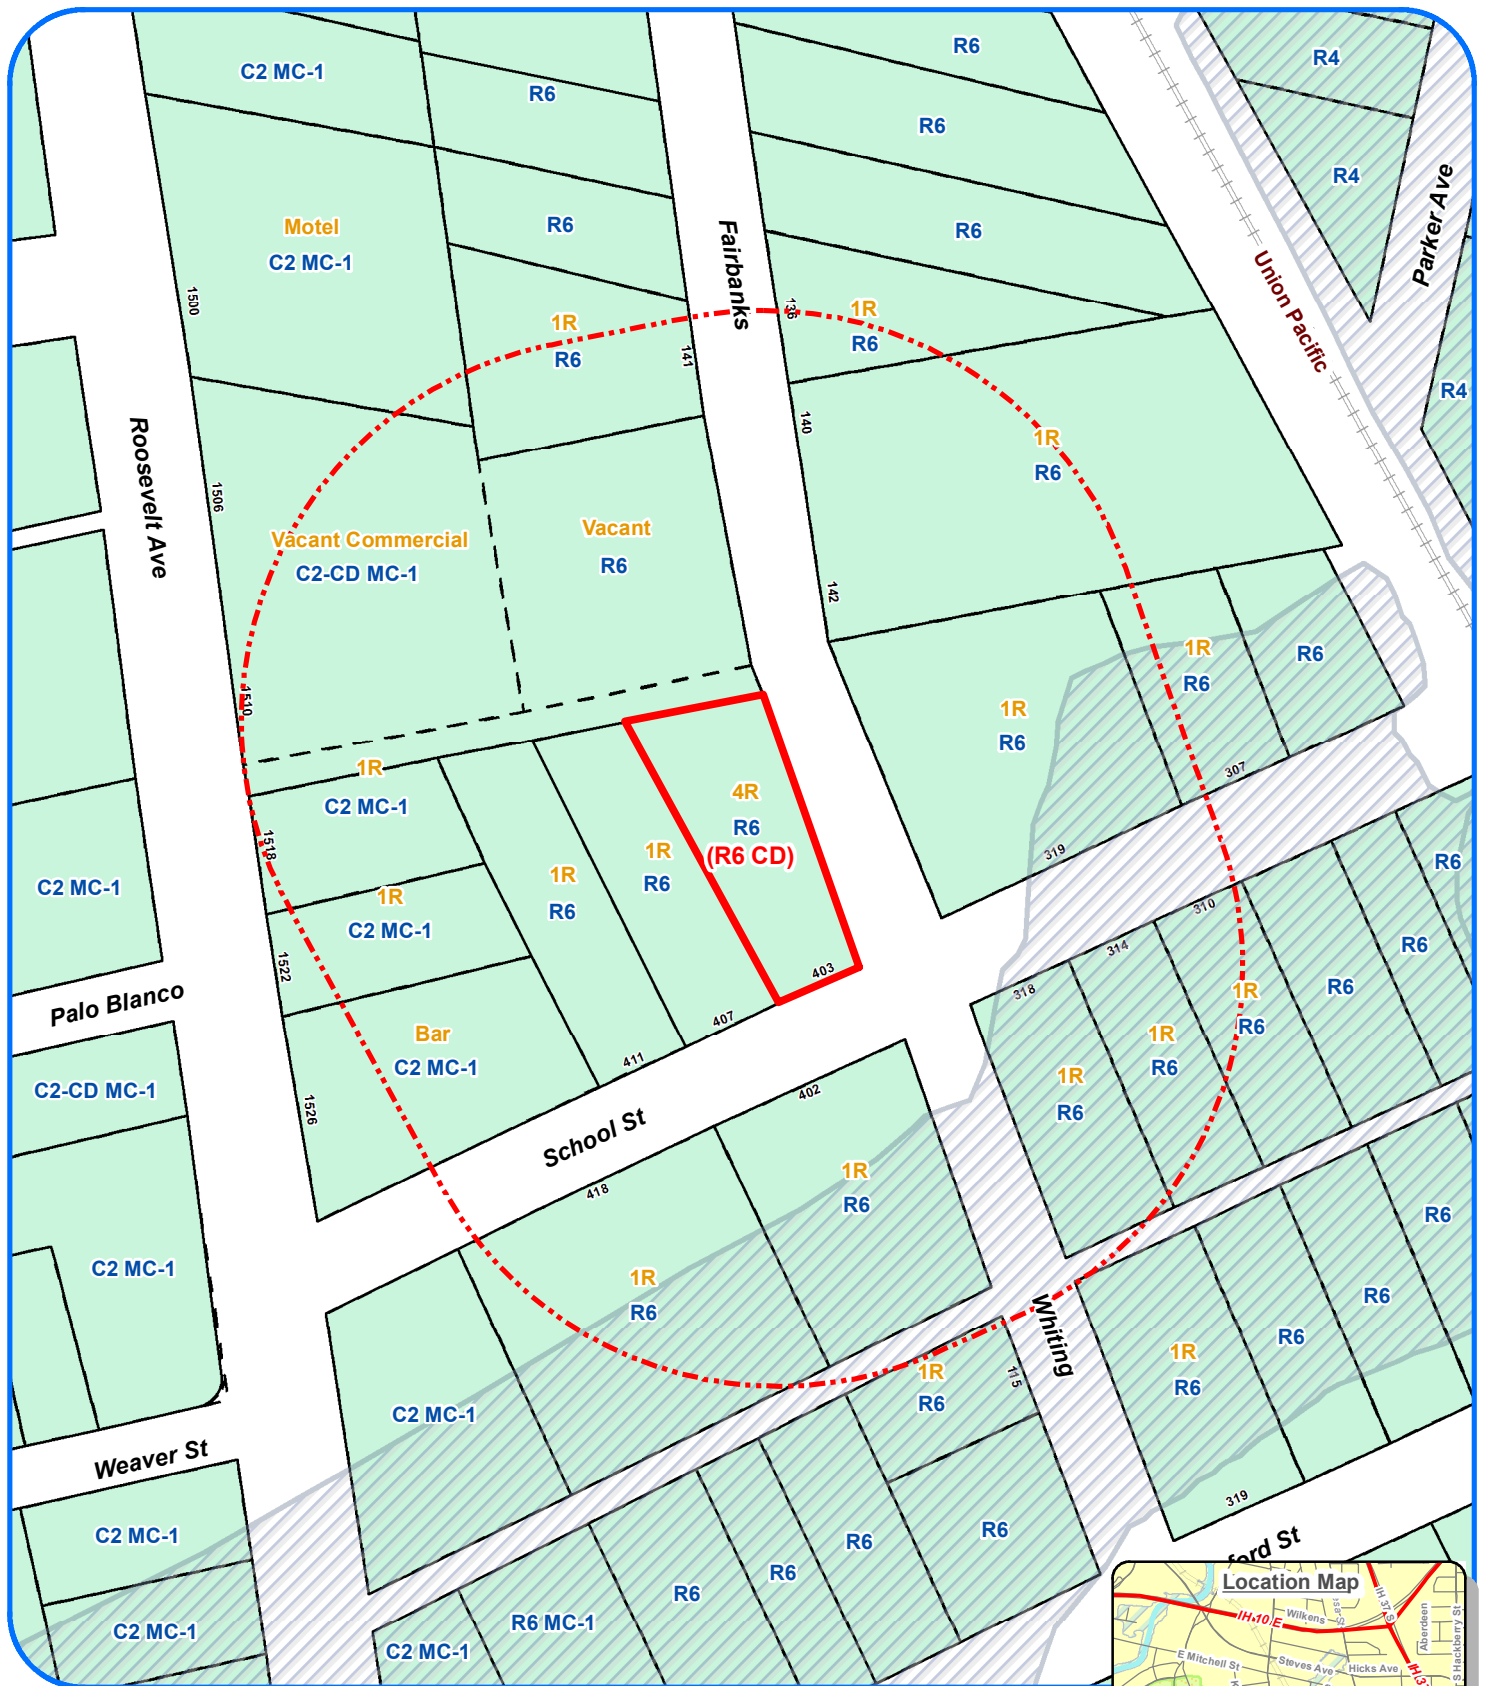 R6
R4
C2 MC-1
R6
R6
R4
Motel
C2 MC-1
R6
Fairbanks
R6
Parker Ave
Union Pacific
1500
136
1R
R6
1R
R6
141
R4
140
Roosevelt Ave
1R
R6
1506
Vacant Commercial
C2-CD MC-1
Vacant
R6
142
1R
R6
R6
1510
1R
R6
1R
C2 MC-1
307
4R
R6
(R6 CD)
1518
1R
R6
319
R6
C2 MC-1
1R
R6
1R
C2 MC-1
310
314
R6
1522
403
318
1R
R6
R6
Palo Blanco
407
Bar
C2 MC-1
411
1R
R6
1R
R6
C2-CD MC-1
1526
402
School St
418
1R
R6
R6
C2 MC-1
1R
R6
R6
Whiting
R6
1R
R6
115
1R
R6
C2 MC-1
Weaver St
319
C2 MC-1
R6
R6
ford St
R6
R6
R6 MC-1
C2 MC-1
C2 MC-1
Location Map
IH 10 E
Wilkens
IH 37 S
Aberdeen
S Hackberry St
E Mitchell St
Steves Ave
Hicks Ave
IH 3